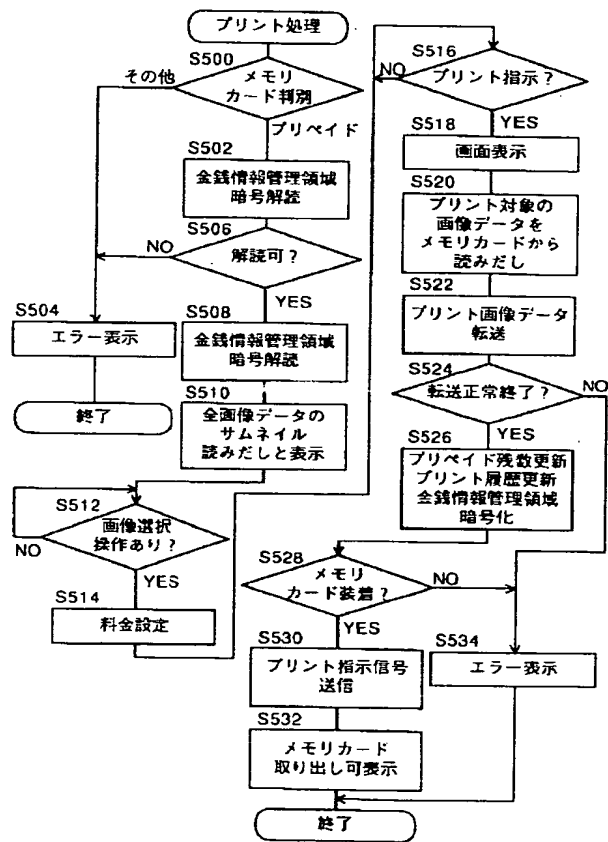 プリント処理
S500
メモリ
カード判別
その他
プリペイド
S502
金銭情報管理領域
暗号解読
S506
解読可？
NO
YES
S504
エラー表示
終了
S508
金銭情報管理領域
暗号解読
S510
全画像データの
サムネイル
読みだしと表示
S512
画像選択
操作あり？
NO
YES
S514
料金設定
S516
プリント指示？
NO
YES
S518
画面表示
S520
プリント対象の
画像データを
メモリカードから
読みだし
S522
プリント画像データ
転送
S524
転送正常終了？
NO
YES
S526
プリペイド残数更新
プリント履歴更新
金銭情報管理領域
暗号化
S528
メモリ
カード装着？
NO
YES
S530
プリント指示信号
送信
S532
メモリカード
取り出し可表示
S534
エラー表示
終了